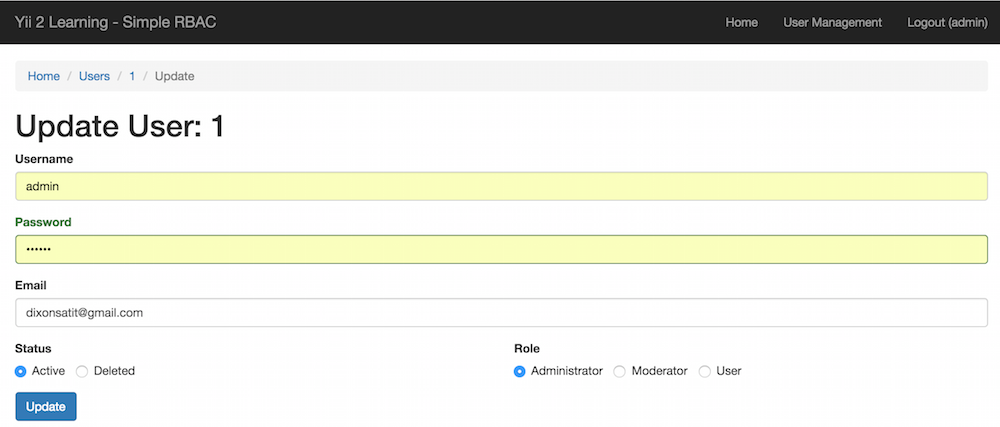 Yii 2 Learning - Simple RBAC Home User Management Logout (admin)
Home / Users / 1 / Update
Update User: 1
Username
admin
Password
••••••
Email
dixonsatit@gmail.com
Status Role
Active Deleted Administrator Moderator User
Update